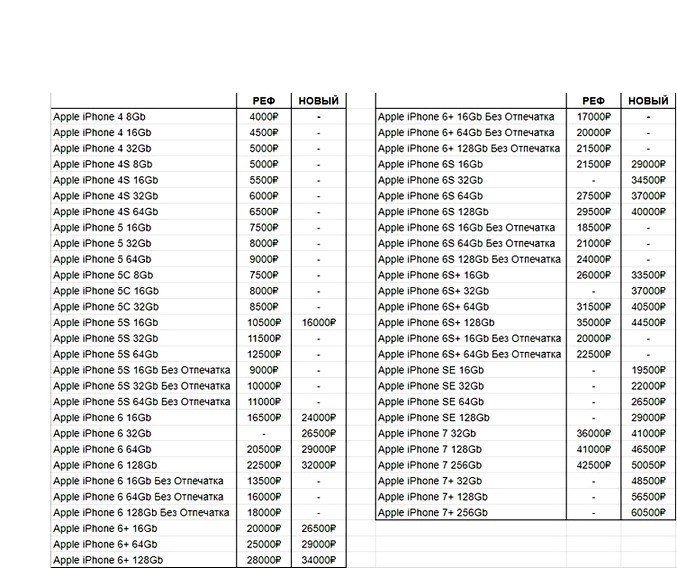 РЕФ НОВЫЙ
Apple iPhone 4 8Gb 4000₽ -
Apple iPhone 4 16Gb 4500₽ -
Apple iPhone 4 32Gb 5000₽ -
Apple iPhone 4S 8Gb 5000₽ -
Apple iPhone 4S 16Gb 5500₽ -
Apple iPhone 4S 32Gb 6000₽ -
Apple iPhone 4S 64Gb 6500₽ -
Apple iPhone 5 16Gb 7500₽ -
Apple iPhone 5 32Gb 8000₽ -
Apple iPhone 5 64Gb 9000₽ -
Apple iPhone 5C 8Gb 7500₽ -
Apple iPhone 5C 16Gb 8000₽ -
Apple iPhone 5C 32Gb 8500₽ -
Apple iPhone 5S 16Gb 10500₽ 16000₽
Apple iPhone 5S 32Gb 11500₽ -
Apple iPhone 5S 64Gb 12500₽ -
Apple iPhone 5S 16Gb Без Отпечатка 9000₽ -
Apple iPhone 5S 32Gb Без Отпечатка 10000₽ -
Apple iPhone 5S 64Gb Без Отпечатка 11000₽ -
Apple iPhone 6 16Gb 16500₽ 24000₽
Apple iPhone 6 32Gb - 26500₽
Apple iPhone 6 64Gb 20500₽ 29000₽
Apple iPhone 6 128Gb 22500₽ 32000₽
Apple iPhone 6 16Gb Без Отпечатка 13500₽ -
Apple iPhone 6 64Gb Без Отпечатка 16000₽ -
Apple iPhone 6 128Gb Без Отпечатка 18000₽ -
Apple iPhone 6+ 16Gb 20000₽ 26500₽
Apple iPhone 6+ 64Gb 25000₽ 29000₽
Apple iPhone 6+ 128Gb 28000₽ 34000₽
РЕФ НОВЫЙ
Apple iPhone 6+ 16Gb Без Отпечатка 17000₽ -
Apple iPhone 6+ 64Gb Без Отпечатка 20000₽ -
Apple iPhone 6+ 128Gb Без Отпечатка 21500₽ -
Apple iPhone 6S 16Gb 21500₽ 29000₽
Apple iPhone 6S 32Gb - 34500₽
Apple iPhone 6S 64Gb 27500₽ 37000₽
Apple iPhone 6S 128Gb 29500₽ 40000₽
Apple iPhone 6S 16Gb Без Отпечатка 18500₽ -
Apple iPhone 6S 64Gb Без Отпечатка 21000₽ -
Apple iPhone 6S 128Gb Без Отпечатка 24000₽ -
Apple iPhone 6S+ 16Gb 26000₽ 33500₽
Apple iPhone 6S+ 32Gb - 37000₽
Apple iPhone 6S+ 64Gb 31500₽ 40500₽
Apple iPhone 6S+ 128Gb 35000₽ 44500₽
Apple iPhone 6S+ 16Gb Без Отпечатка 20000₽ -
Apple iPhone 6S+ 64Gb Без Отпечатка 22500₽ -
Apple iPhone SE 16Gb - 19500₽
Apple iPhone SE 32Gb - 22000₽
Apple iPhone SE 64Gb - 26500₽
Apple iPhone SE 128Gb - 29000₽
Apple iPhone 7 32Gb 36000₽ 41000₽
Apple iPhone 7 128Gb 41000₽ 46500₽
Apple iPhone 7 256Gb 42500₽ 50050₽
Apple iPhone 7+ 32Gb - 48500₽
Apple iPhone 7+ 128Gb - 56500₽
Apple iPhone 7+ 256Gb - 60500₽